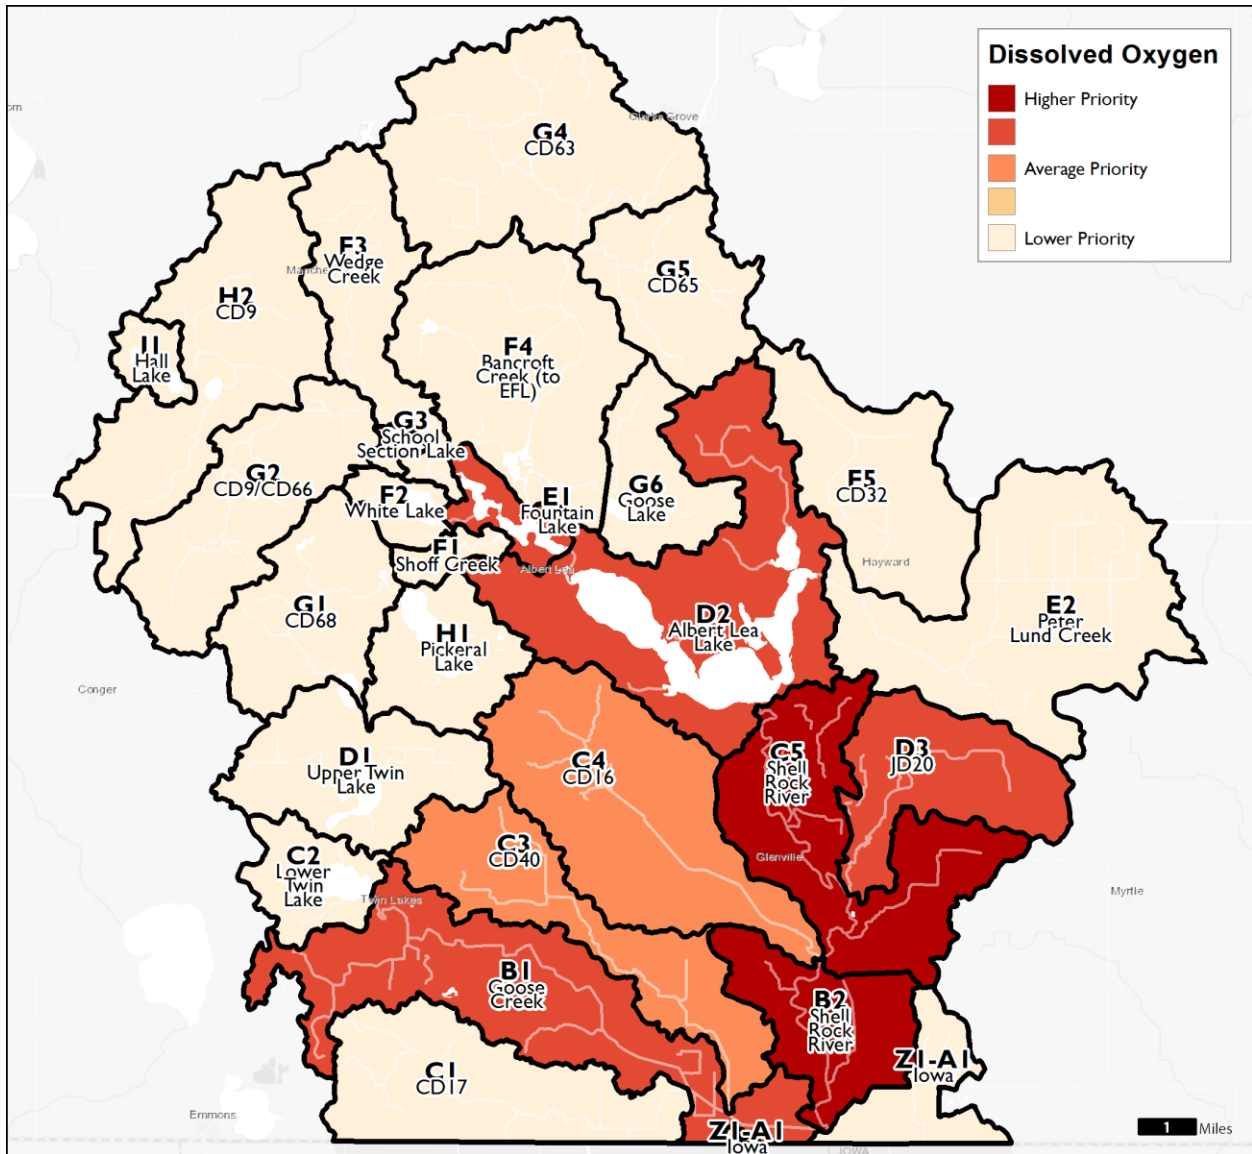 Dissolved Oxygen
Higher Priority
Average Priority
Lower Priority
G4
CD63
Clarks Grove
F3
Wedge
Creek
G5
CD65
H2
CD9
F4
Bancroft
Creek (to
EFL)
Hall
Lake
G3
School
Section Lake
G2
CD9/CD66
F2
White Lake
G6
Goose
Lake
F5
CD32
E1
Fountain
Lake
F1
Shoff Creek
Albert Lea
Hayward
G1
CD68
D2
Albert Lea
Lake
E2
Peter
Lund Creek
H1
Pickeral
Lake
Conger
D1
Upper Twin
Lake
C4
CD16
C5
Shell
Rock
River
D3
JD20
C3
CD40
C2
Lower
Twin
Lake
Glenville
Twin Lakes
Myrtle
B1
Goose
Creek
B2
Shell
Rock
River
Z1-A1
Iowa
C1
CD17
Emmons
Z1-A1
Iowa
1 Miles
IOWA